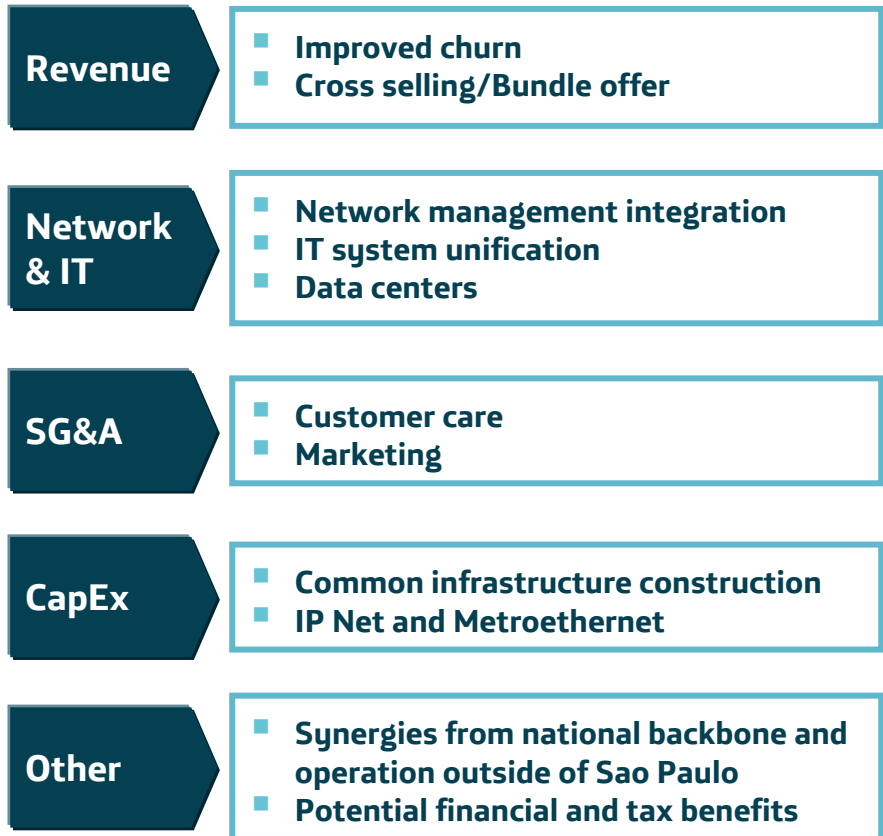 Revenue
Improved churn
Cross selling/Bundle offer
Network
& IT
Network management integration
IT system unification
Data centers
SG&A
Customer care
Marketing
CapEx
Common infrastructure construction
IP Net and Metroethernet
Other
Synergies from national backbone and
operation outside of Sao Paulo
Potential financial and tax benefits